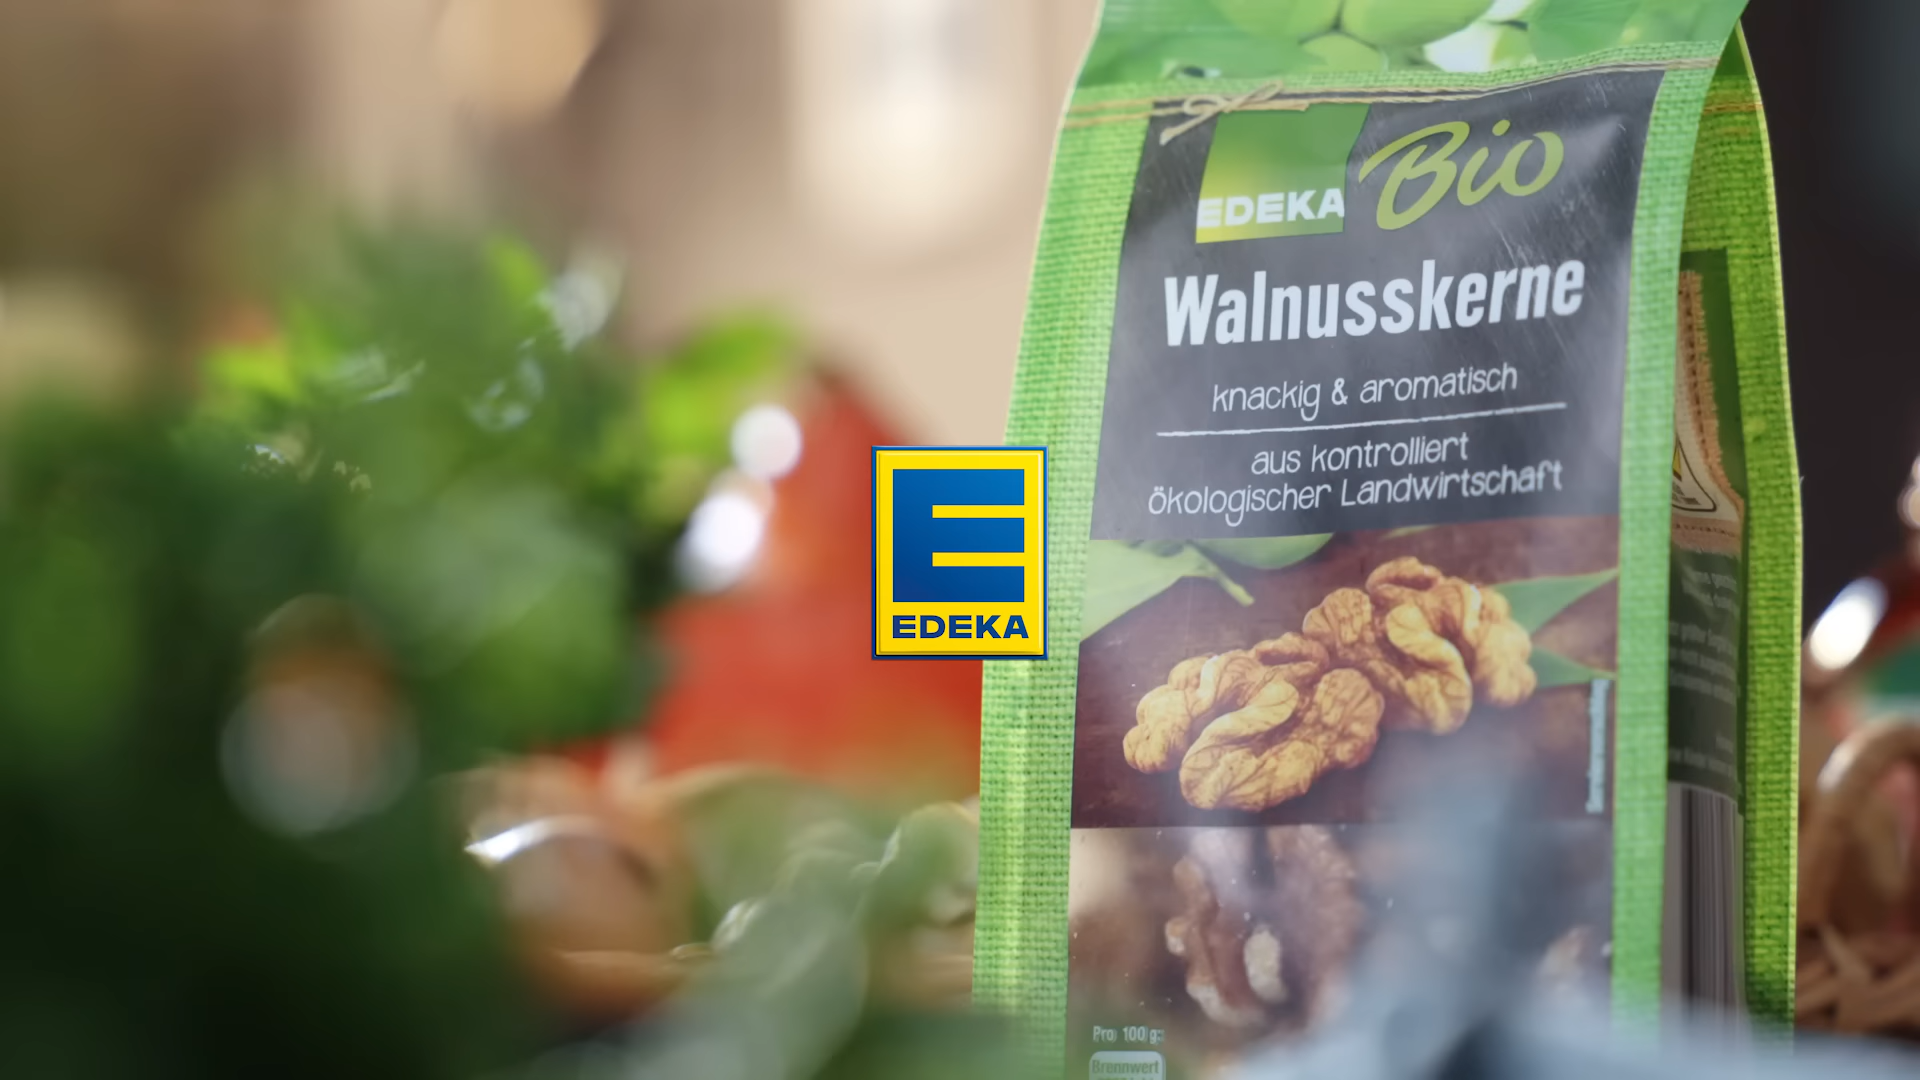 EDEKA Bio
Walnusskerne
knackig & aromatisch
aus kontrolliert
ökologischer Landwirtschaft
E
EDEKA
Pro 100 g:
Brennwert